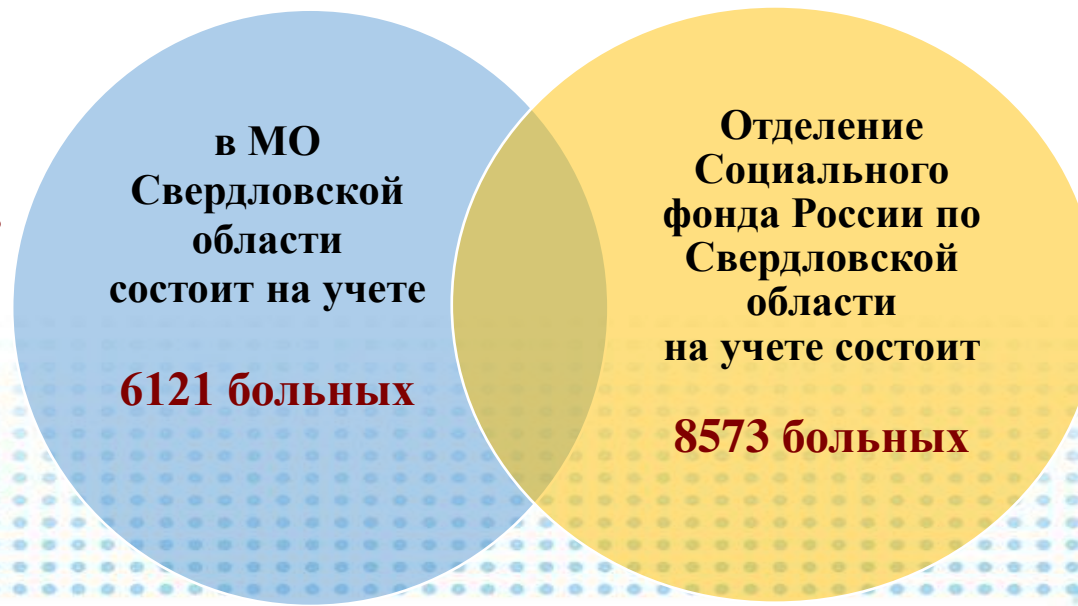 в МО
Свердловской
области
состоит на учете
6121 больных
Отделение
Социального
фонда России по
Свердловской
области
на учете состоит
8573 больных